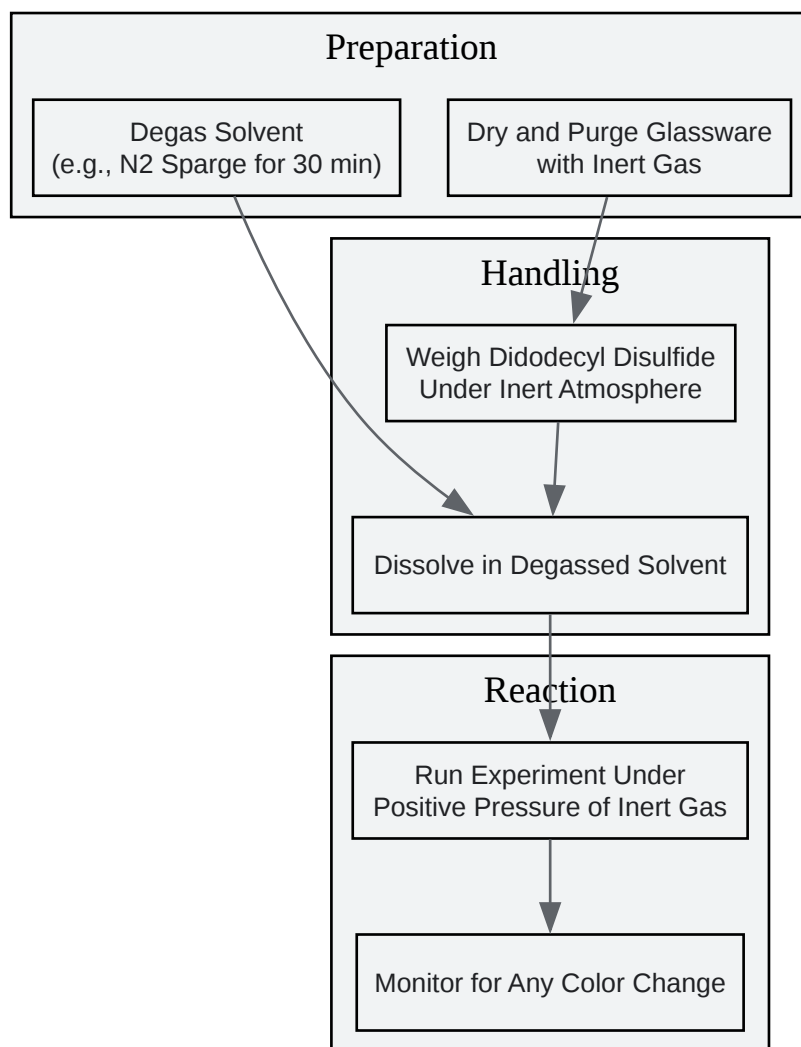 Preparation
Degas Solvent
(e.g., N2 Sparge for 30 min)
Dry and Purge Glassware
with Inert Gas
Handling
Weigh Didodecyl Disulfide
Under Inert Atmosphere
Dissolve in Degassed Solvent
Reaction
Run Experiment Under
Positive Pressure of Inert Gas
Monitor for Any Color Change